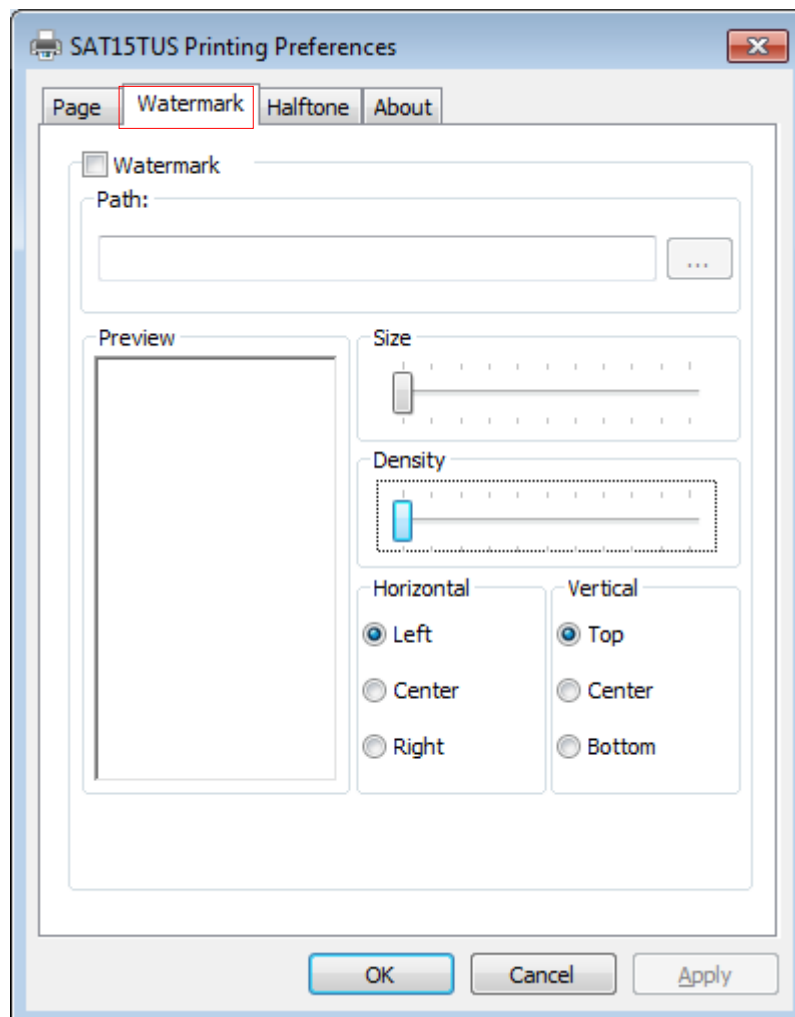 SAT15TUS Printing Preferences
Page Watermark Halftone About
Watermark
Path:
...
Preview
Size
Density
Horizontal Vertical
Left Top
Center Center
Right Bottom
OK Cancel Apply